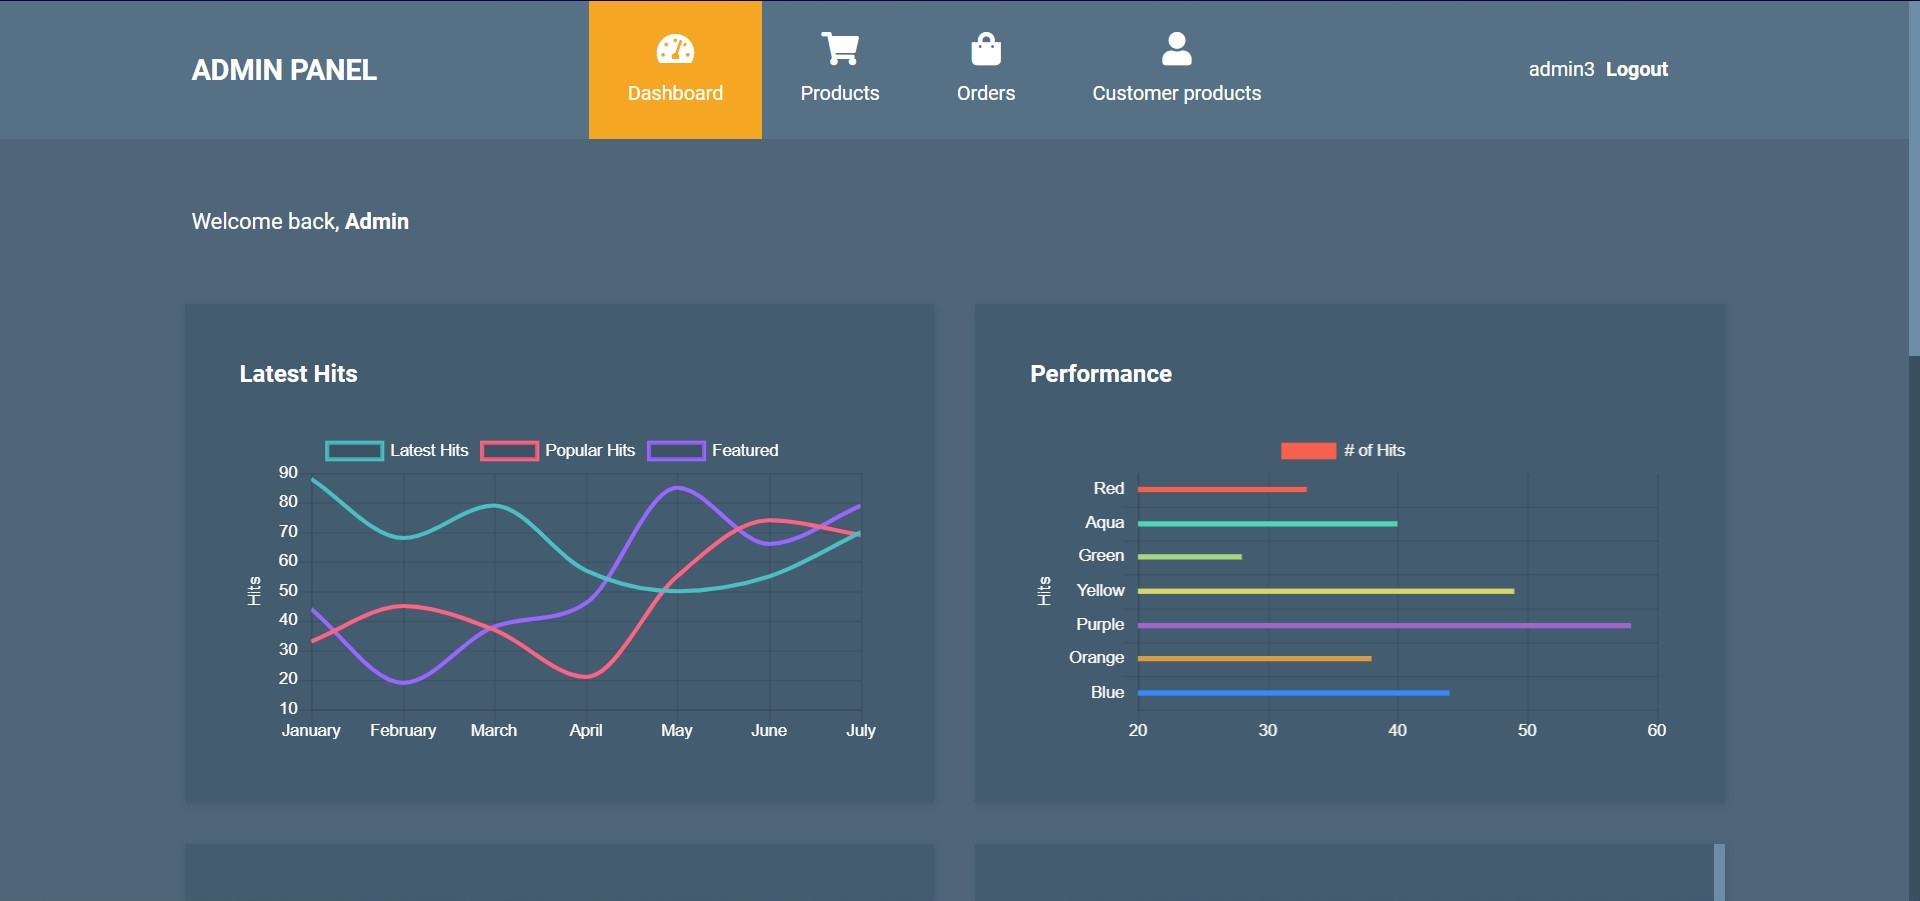 ADMIN PANEL
Dashboard
Products
Orders
Customer products
admin3 Logout
Welcome back, Admin
Latest Hits
Latest Hits
Popular Hits
Featured
Hits
90
80
70
60
50
40
30
20
10
January
February
March
April
May
June
July
Performance
# of Hits
Hits
Red
Aqua
Green
Yellow
Purple
Orange
Blue
20
30
40
50
60